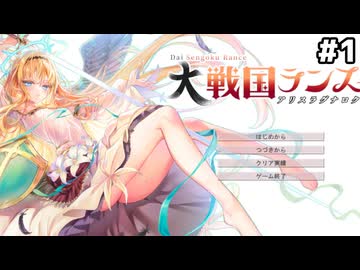 #1
Dai Sengoku Rance
大戦国ランス
アリスラグナロク
はじめから
つづきから
クリア実績
ゲーム終了